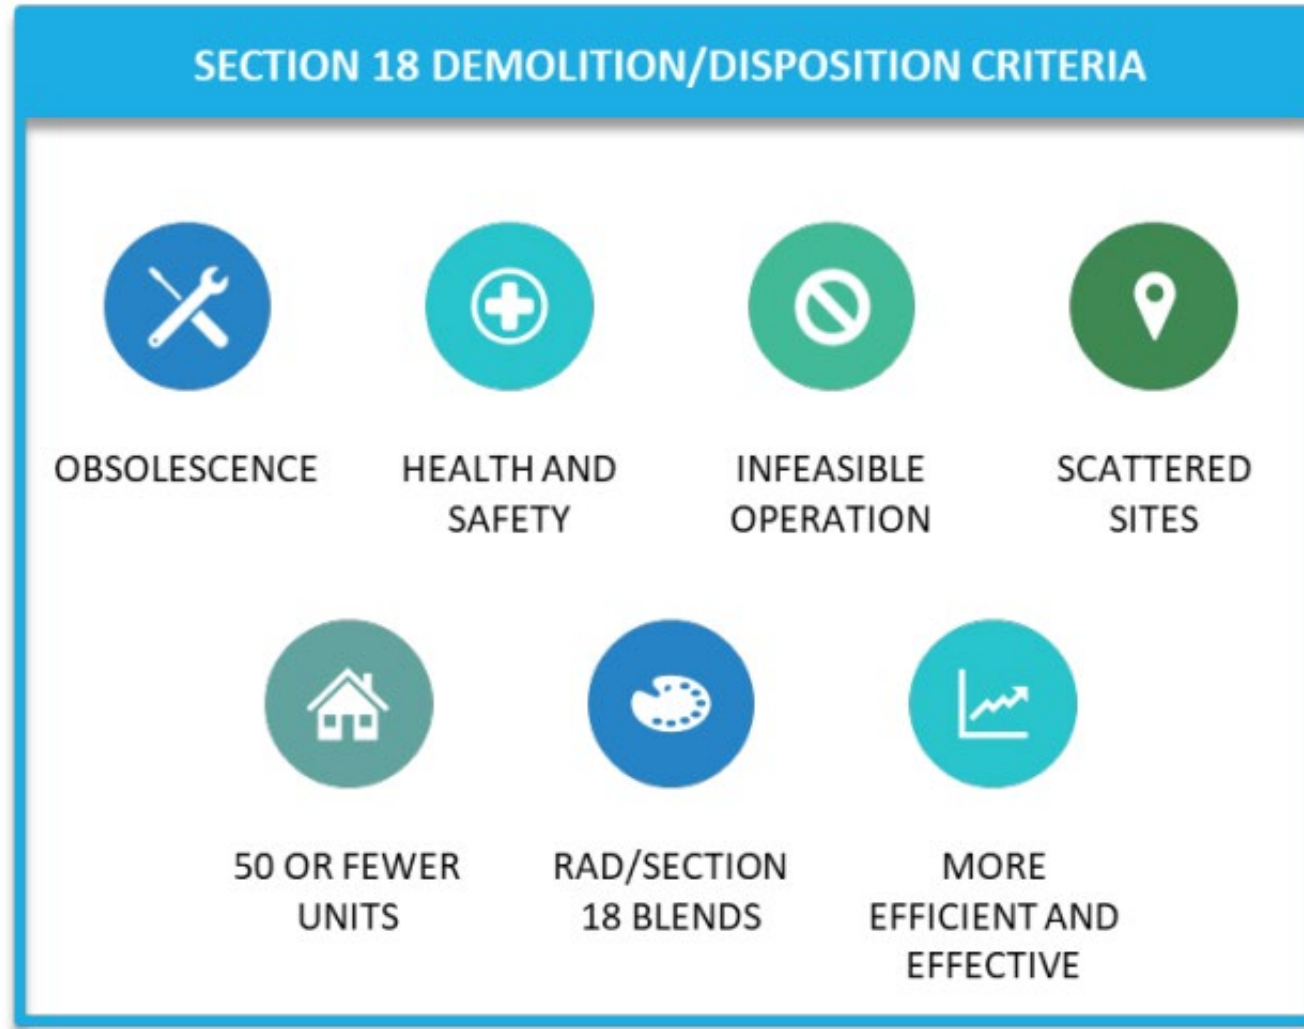 SECTION 18 DEMOLITION/DISPOSITION CRITERIA
OBSOLESCENCE
HEALTH AND
SAFETY
INFEASIBLE
OPERATION
SCATTERED
SITES
50 OR FEWER
UNITS
RAD/SECTION
18 BLENDS
MORE
EFFICIENT AND
EFFECTIVE